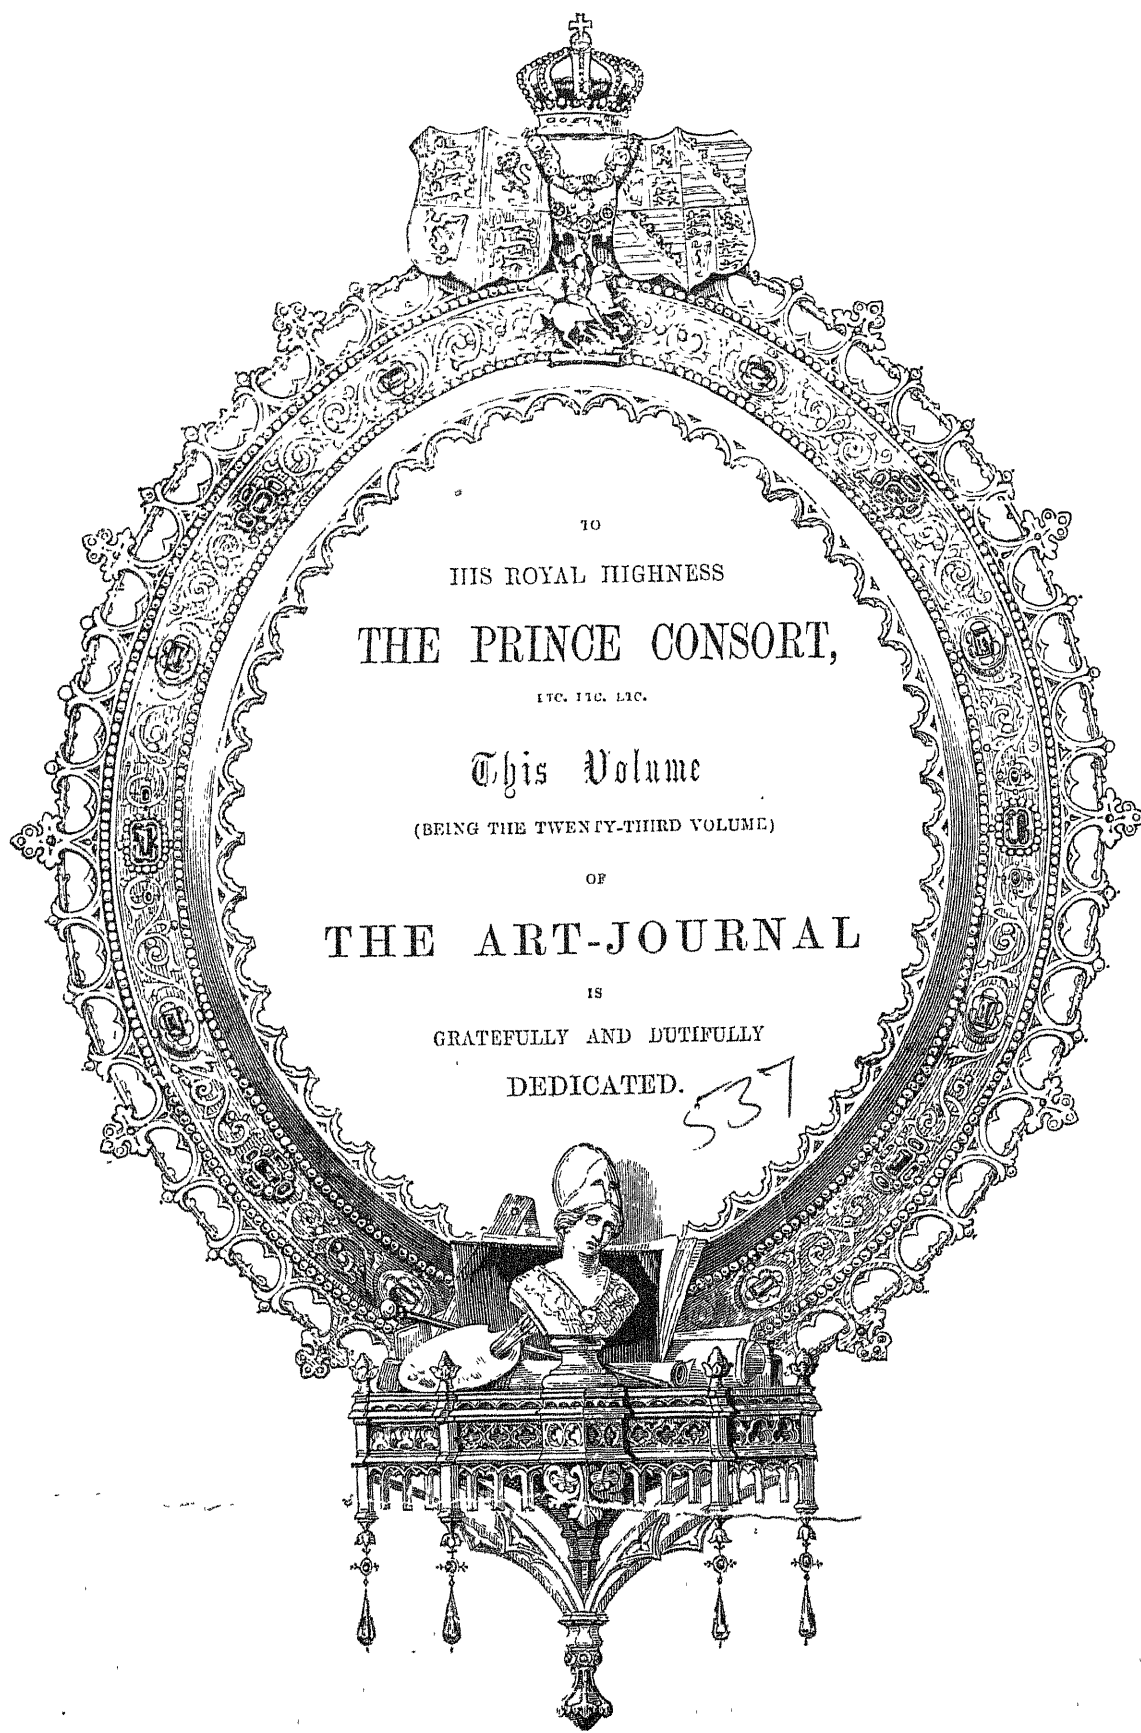 TO
HIS ROYAL HIGHNESS
THE PRINCE CONSORT,
ETC. ETC. ETC.
This Volume
(BEING THE TWENTY-THIRD VOLUME)
OF
THE ART-JOURNAL
IS
GRATEFULLY AND DUTIFULLY
DEDICATED.
537